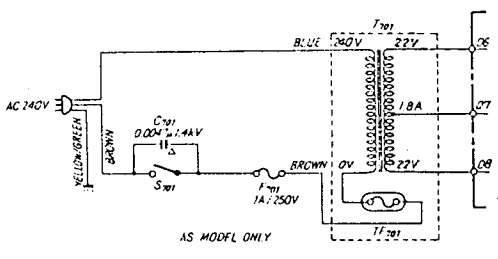 T701
BLUE 240V 22V 06
AC 240V
YELLOW/GREEN
BROWN
C701
0.0047 1.4kV
1.8A 07
S701
F701
1A/250V
BROWN 0V 22V 08
TF701
AS MODEL ONLY